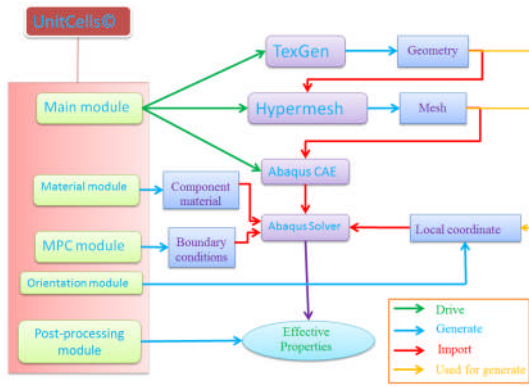 UnitCells©
TexGen
Geometry
Main module
Hypermesh
Mesh
Abaqus CAE
Material module
Component
material
Abaqus Solver
Local coordinate
MPC module
Boundary
conditions
Orientation module
Post-processing
module
Effective
Properties
Drive
Generate
Import
Used for generate